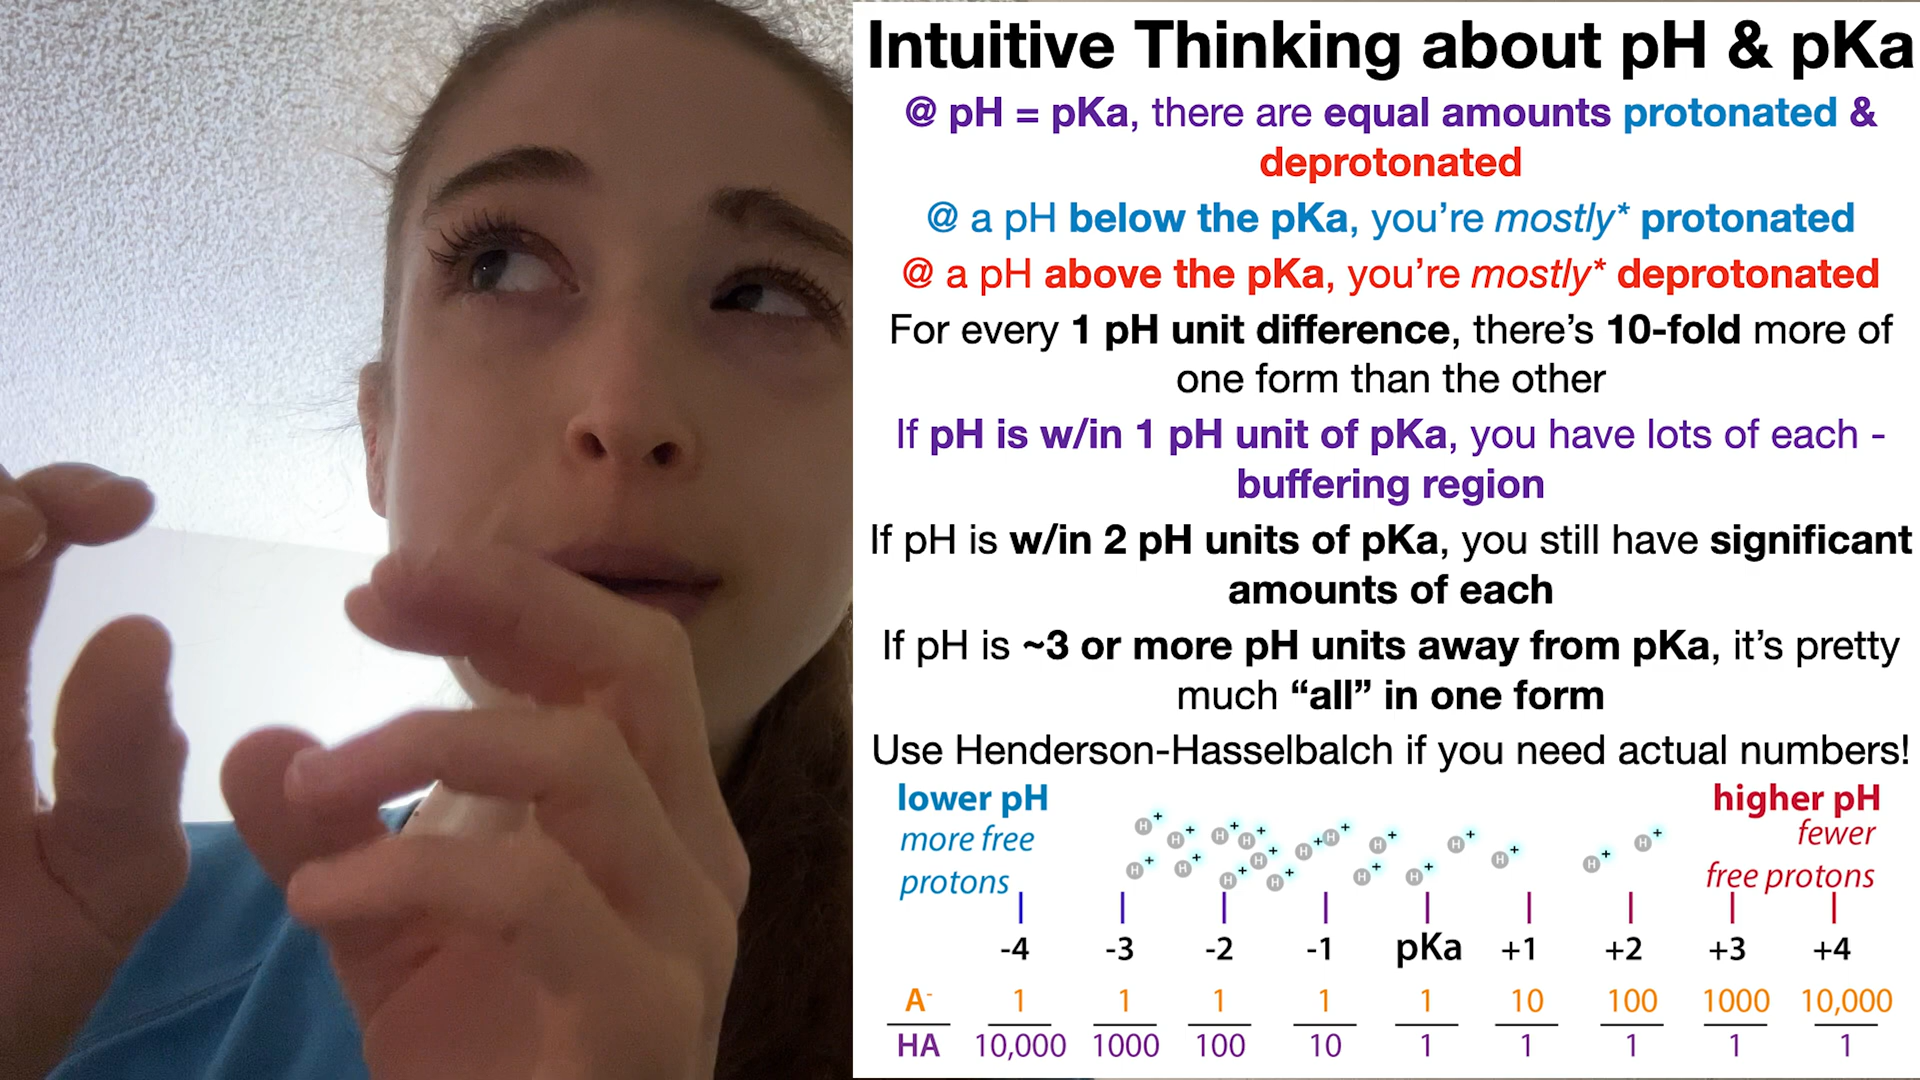 Intuitive Thinking about pH & pKa
@ pH = pKa, there are equal amounts protonated &
deprotonated
@ a pH below the pKa, you’re mostly* protonated
@ a pH above the pKa, you’re mostly* deprotonated
For every 1 pH unit difference, there’s 10-fold more of
one form than the other
If pH is w/in 1 pH unit of pKa, you have lots of each -
buffering region
If pH is w/in 2 pH units of pKa, you still have significant
amounts of each
If pH is ~3 or more pH units away from pKa, it’s pretty
much “all” in one form
Use Henderson-Hasselbalch if you need actual numbers!
lower pH
more free
protons
higher pH
fewer
free protons
H+ H+ H+ H+ H+ H+ H+ H+ H+ H+ H+ H+ H+ H+ H+ H+ H+ H+ H+ H+
-4 -3 -2 -1 pKa +1 +2 +3 +4
A- 1 1 1 1 1 10 100 1000 10,000
HA 10,000 1000 100 10 1 1 1 1 1